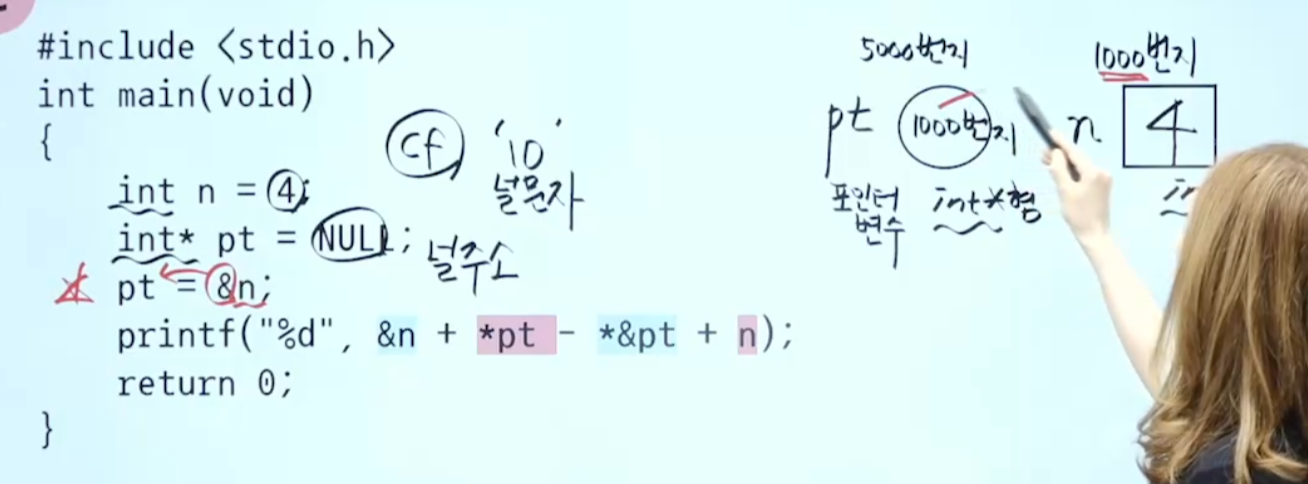 #include <stdio.h>
int main(void)
{
int n = 4;
int* pt = NULL;
pt = &n;
printf("%d", &n + *pt - *&pt + n);
return 0;
}
cf
'\0'
널문자
널주소
5000번지
1000번지
pt
1000번지
n
4
포인터
변수
int*형
in